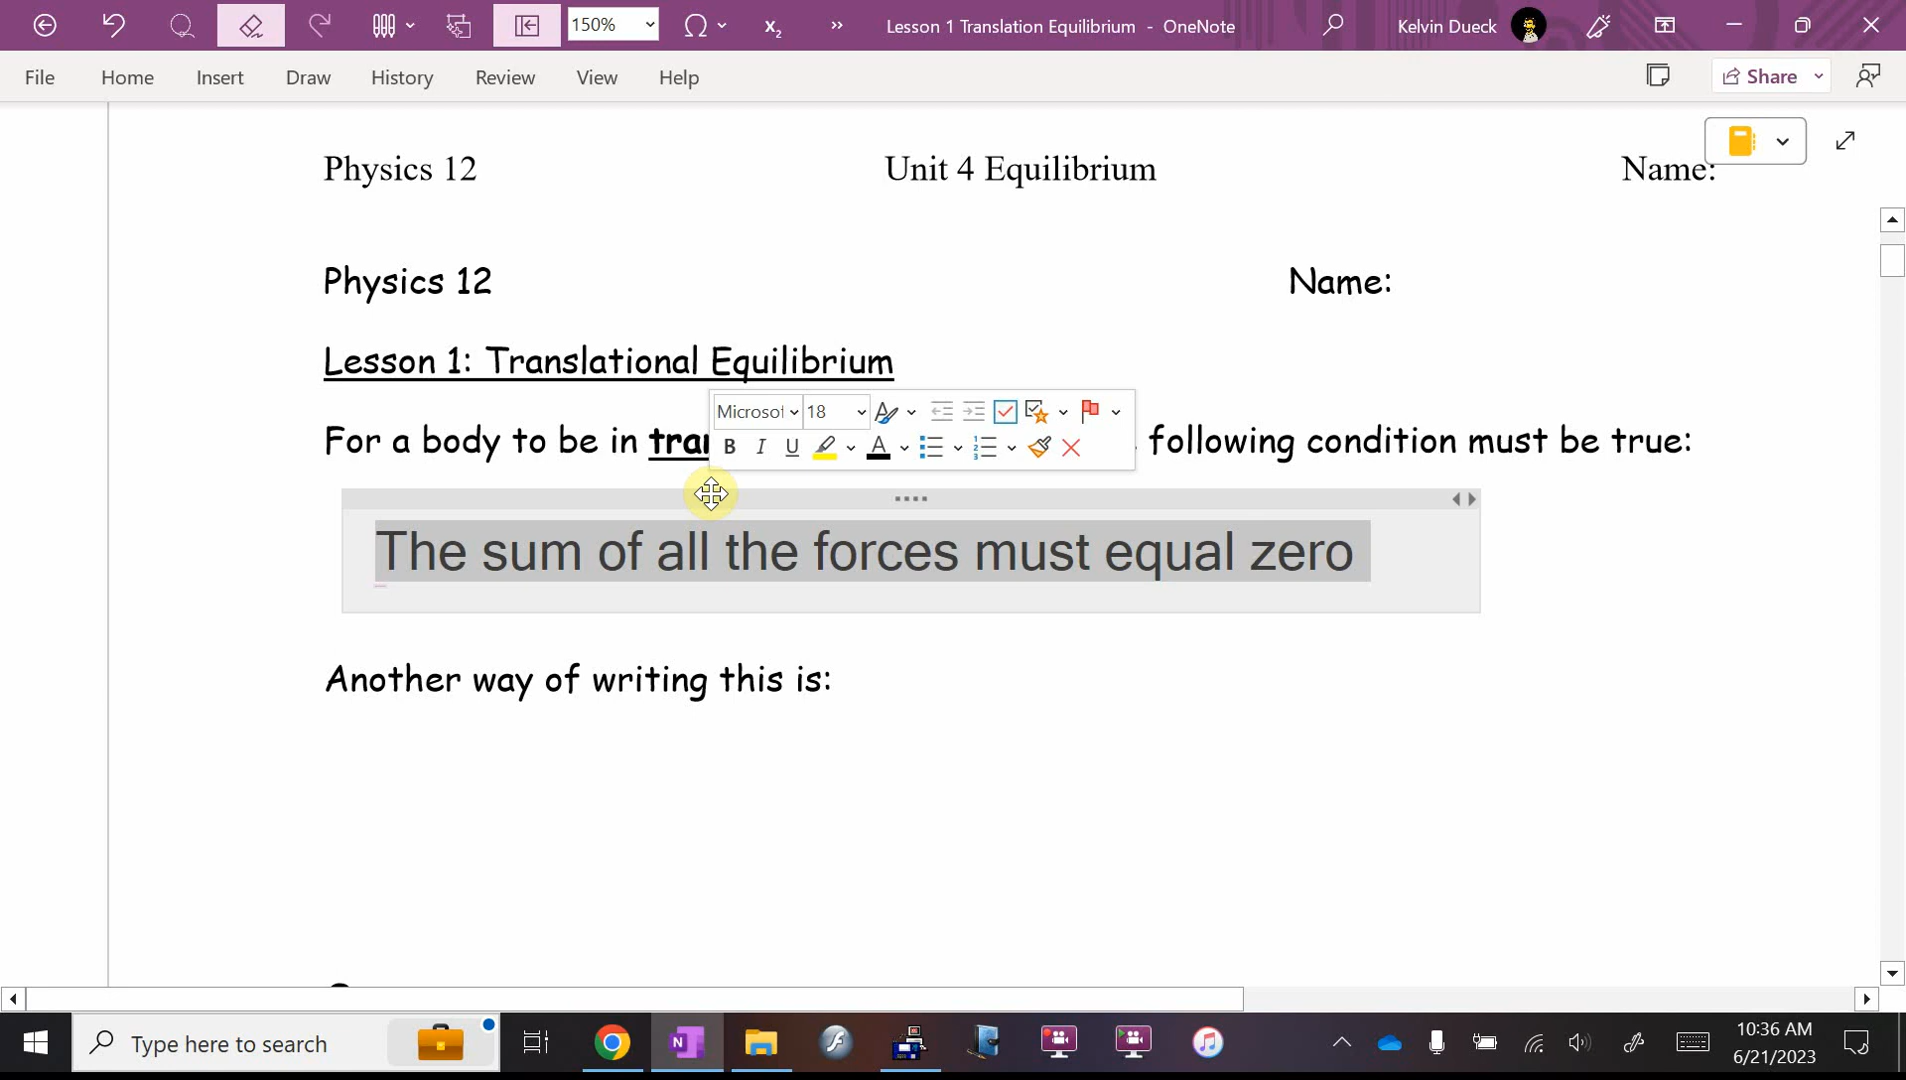 150%
Ω
x₂
»
Lesson 1 Translation Equilibrium - OneNote
Kelvin Dueck
File Home Insert Draw History Review View Help
Share
Physics 12 Unit 4 Equilibrium Name:
Physics 12 Name:
Lesson 1: Translational Equilibrium
Microsof 18
B I U A
For a body to be in following condition must be true:
The sum of all the forces must equal zero
Another way of writing this is:
Type here to search
10:36 AM
6/21/2023